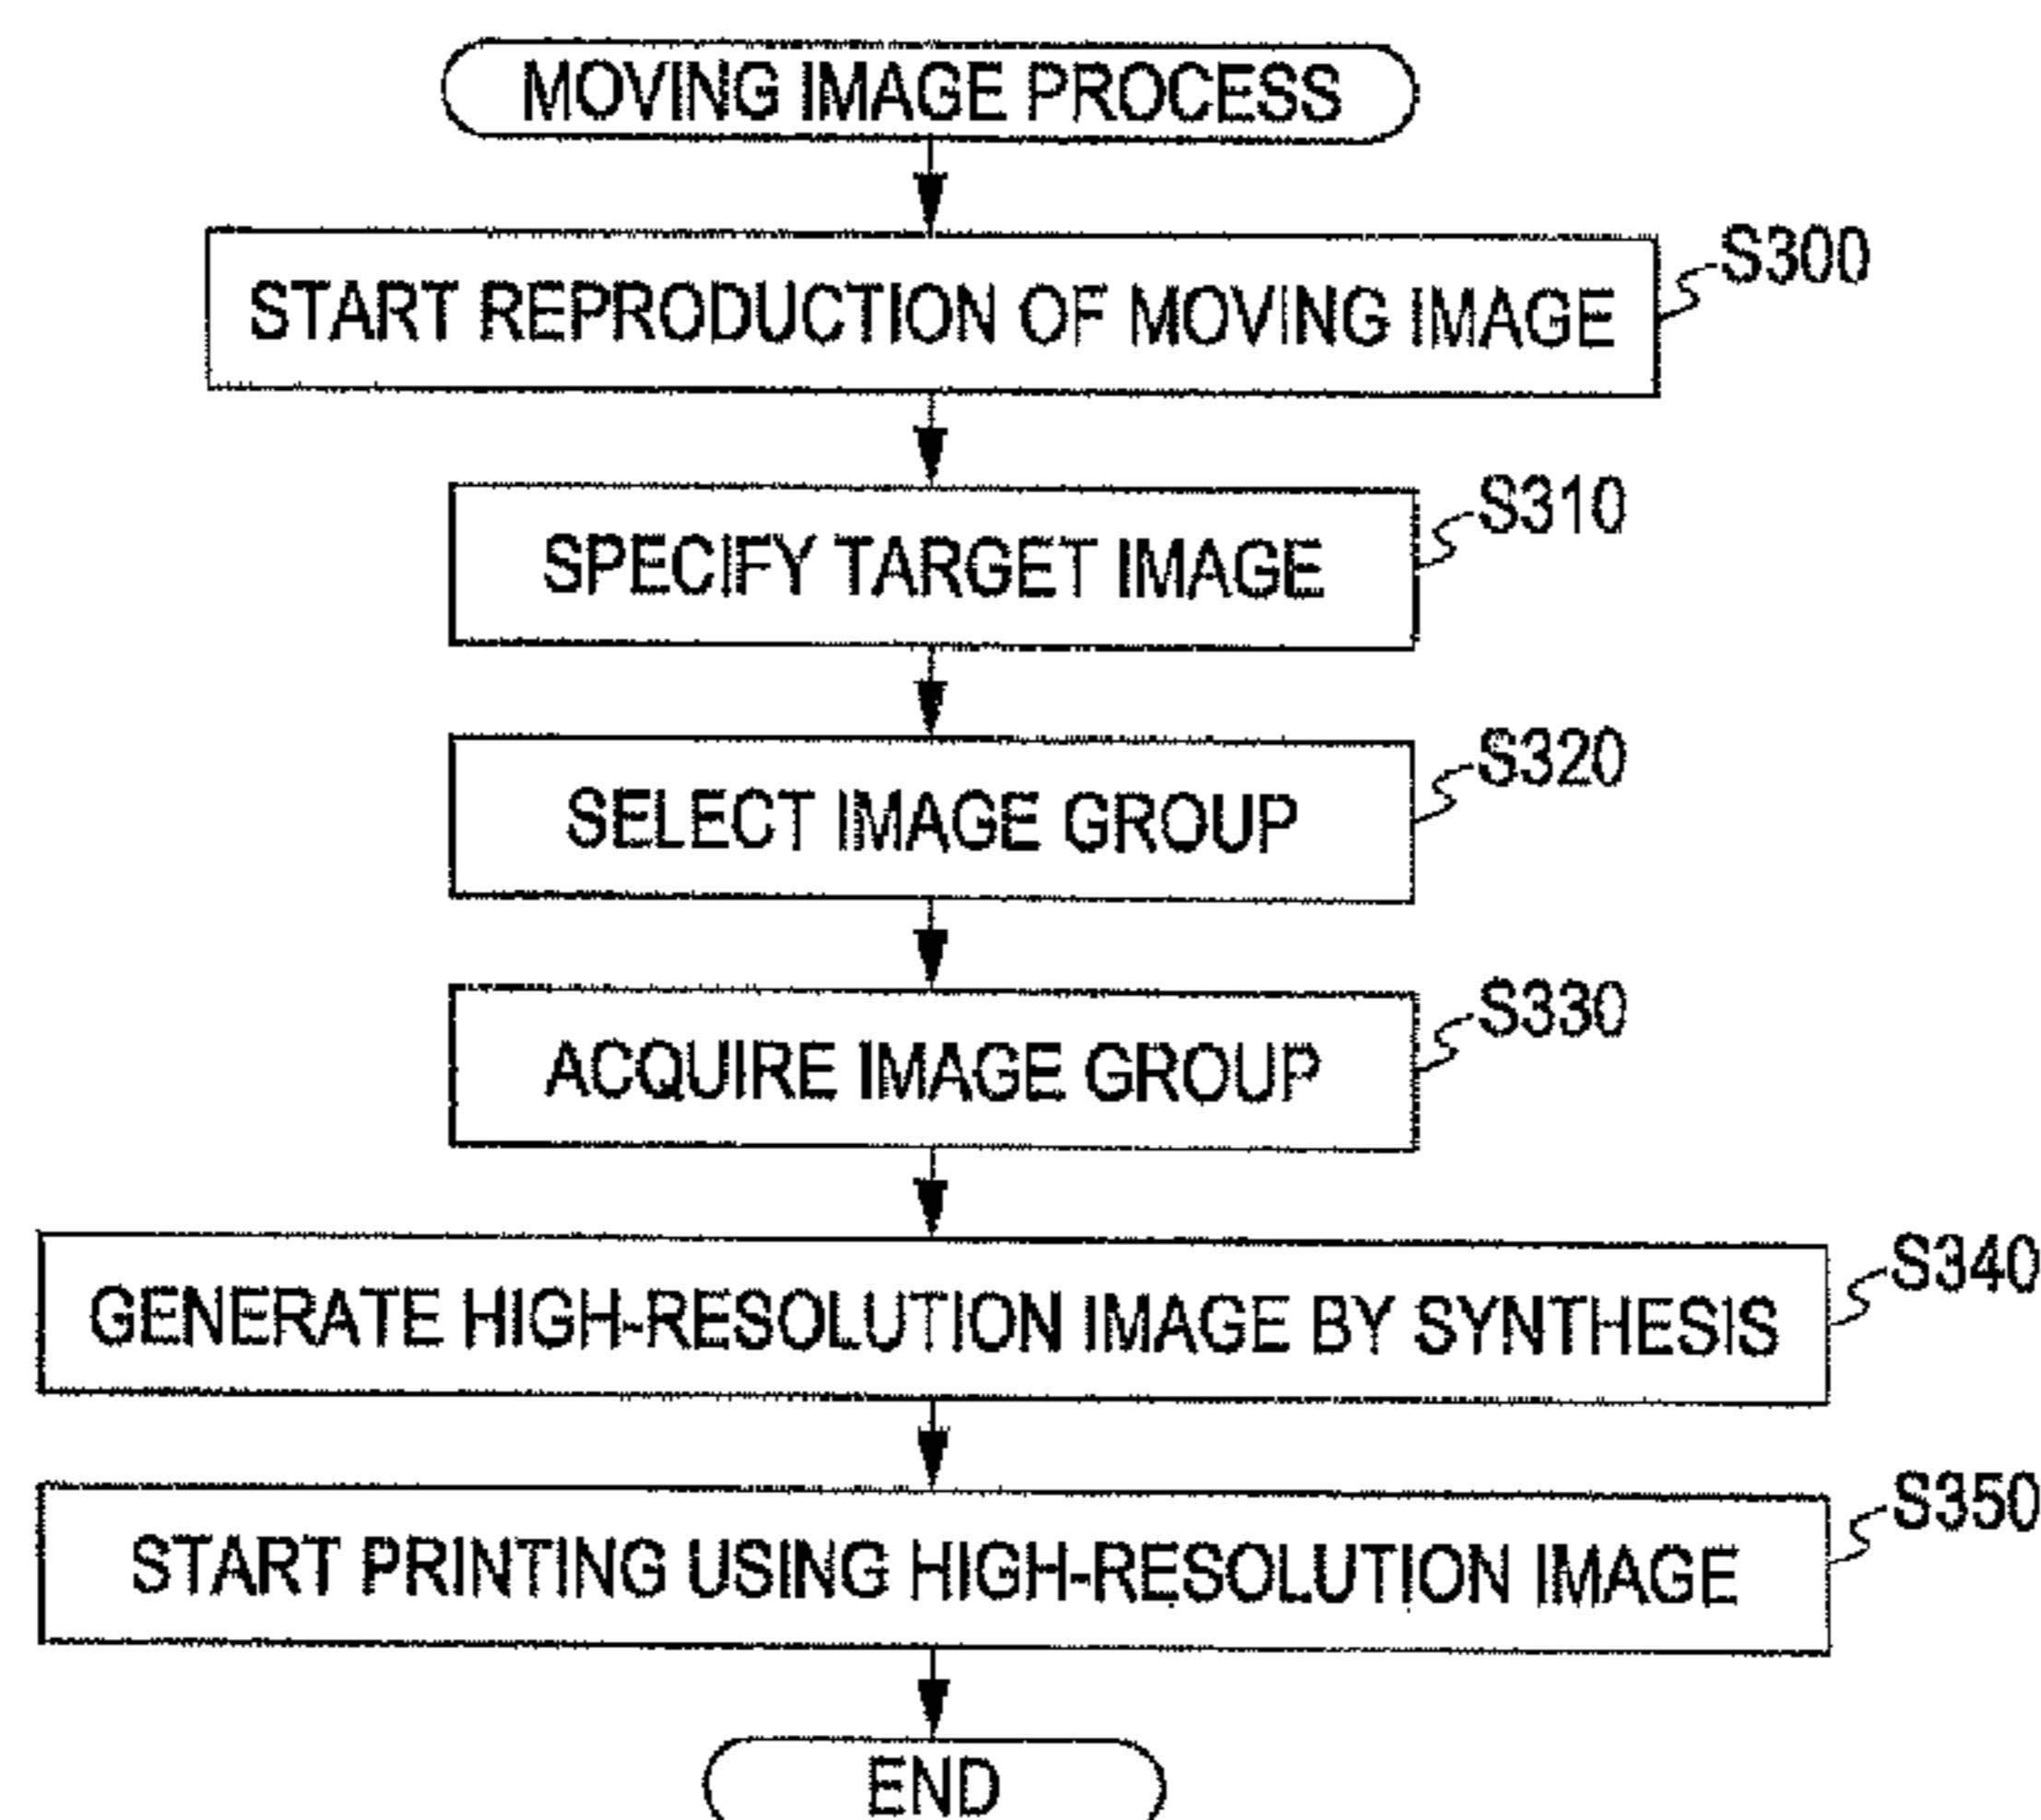 MOVING IMAGE PROCESS
START REPRODUCTION OF MOVING IMAGE
S300
SPECIFY TARGET IMAGE
S310
SELECT IMAGE GROUP
S320
ACQUIRE IMAGE GROUP
S330
GENERATE HIGH-RESOLUTION IMAGE BY SYNTHESIS
S340
START PRINTING USING HIGH-RESOLUTION IMAGE
S350
END